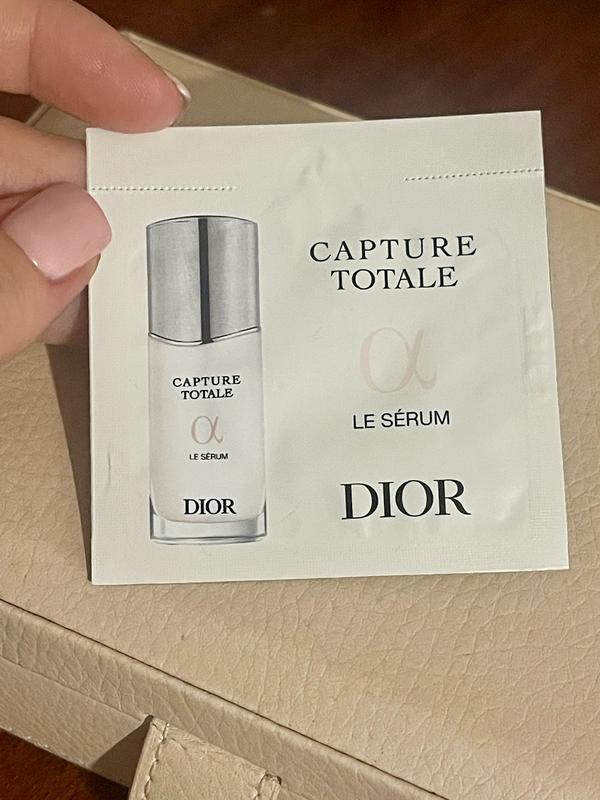 CAPTURE
TOTALE
α
LE SÉRUM
DIOR
CAPTURE
TOTALE
α
LE SÉRUM
DIOR